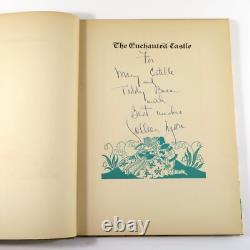 The Enchanted Castle
For
Mary Estelle
and
Teddy Bear
with
Best wishes
Colleen Moore